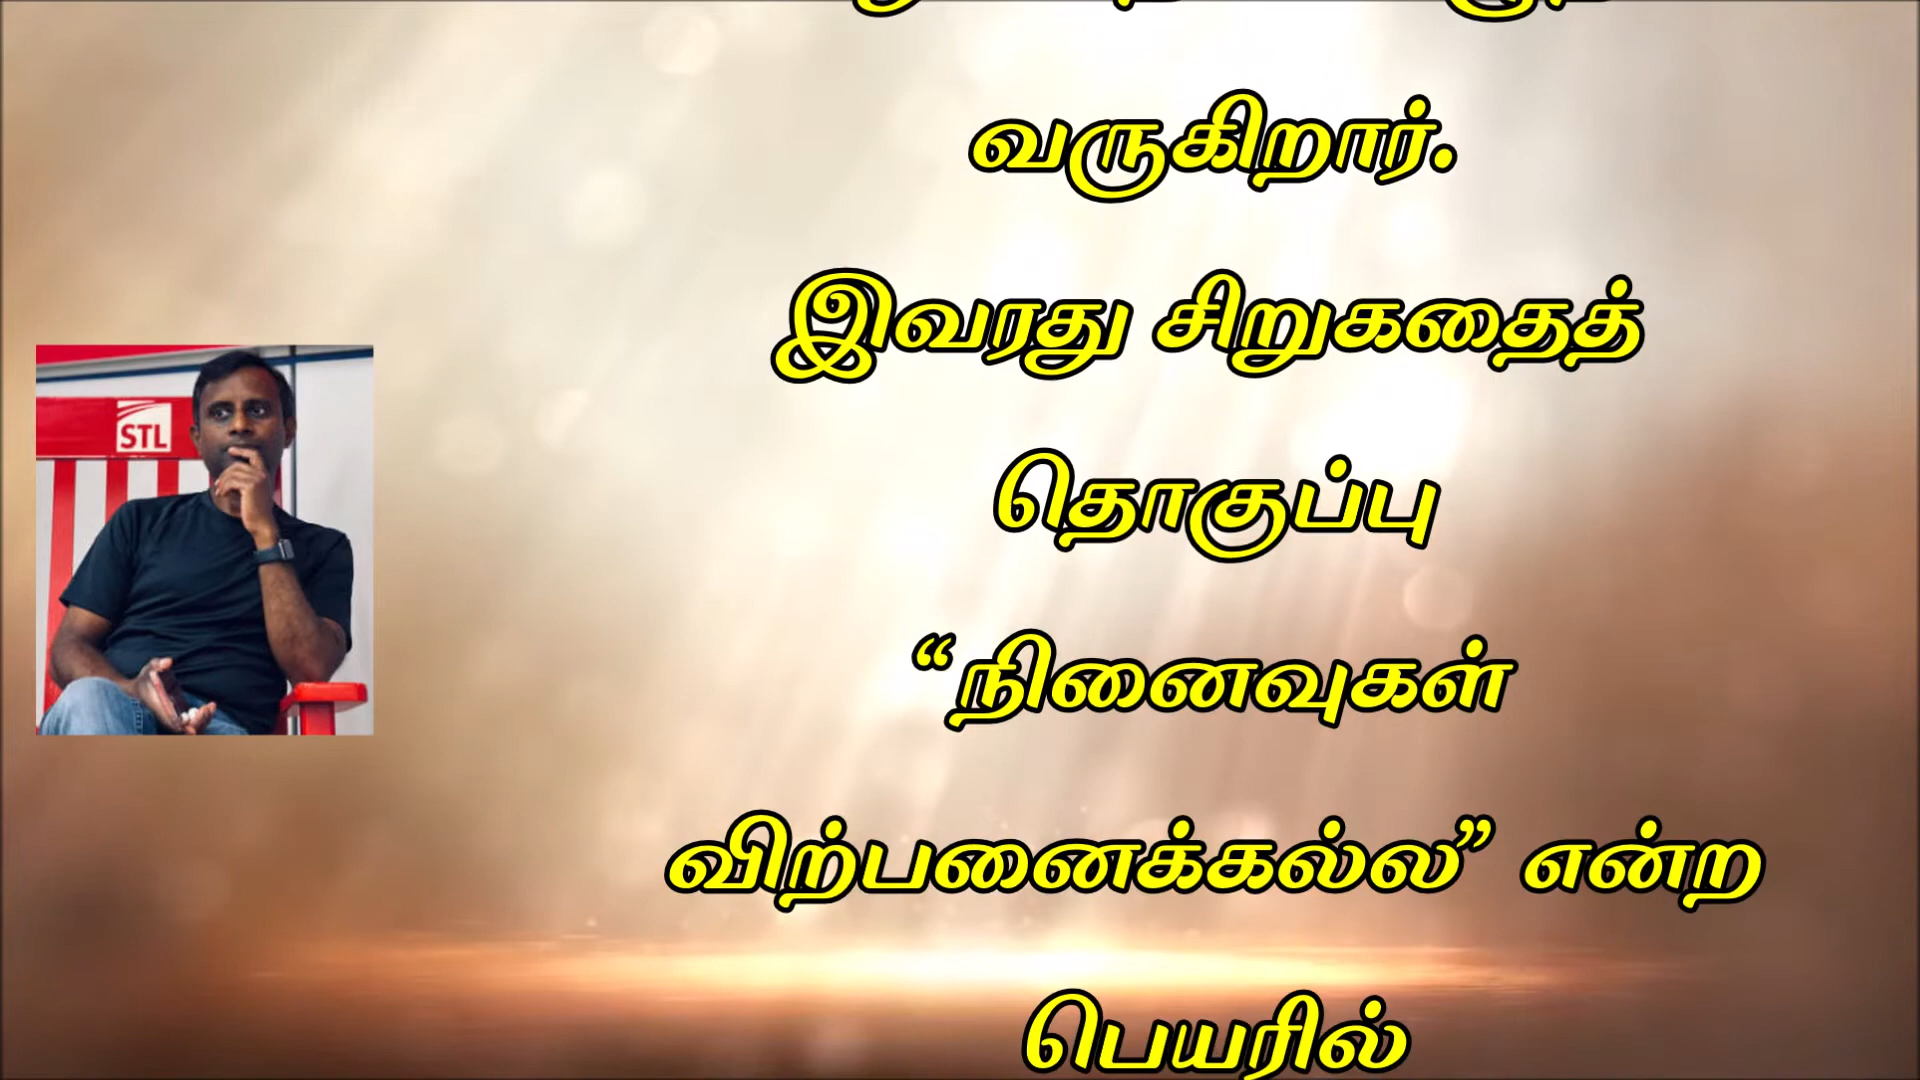 வருகிறார்.
இவரது சிறுகதைத்
தொகுப்பு
“நினைவுகள்
விற்பனைக்கல்ல” என்ற
பெயரில்
STL